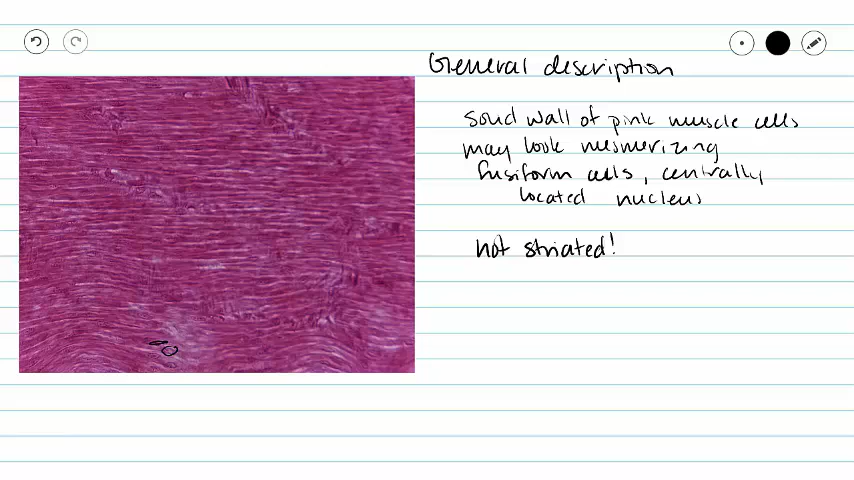 General description
solid wall of pink muscle cells
may look mesmerizing
fusiform cells, centrally
located nucleus
not striated!